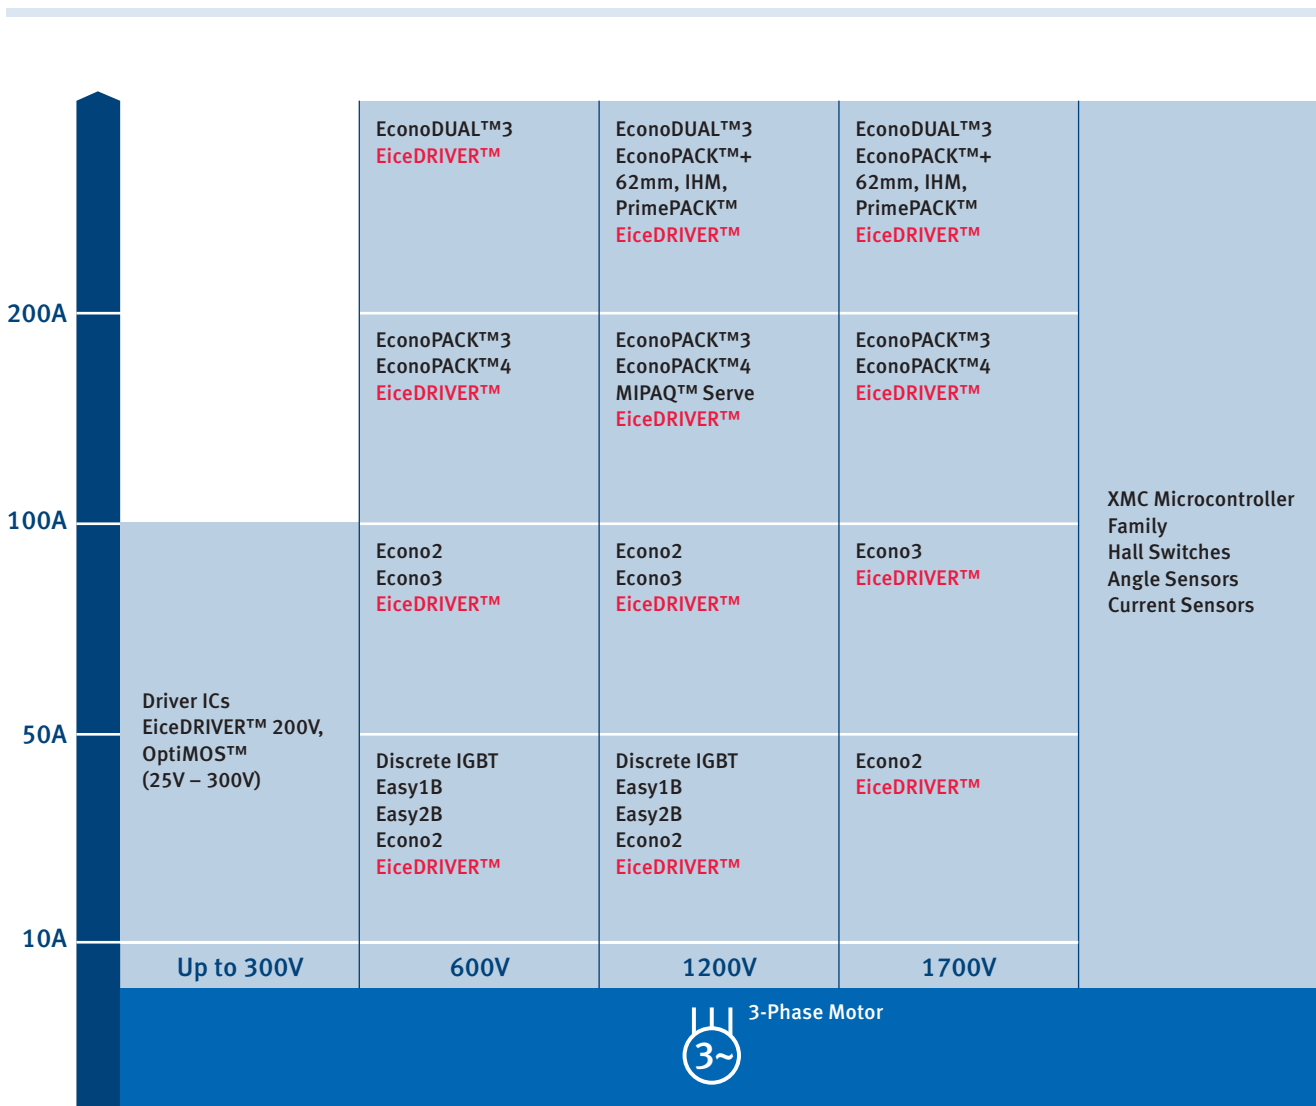 EconoDUAL™3
EiceDRIVER™
EconoDUAL™3
EconoPACK™+
62mm, IHM,
PrimePACK™
EiceDRIVER™
EconoDUAL™3
EconoPACK™+
62mm, IHM,
PrimePACK™
EiceDRIVER™
200A
EconoPACK™3
EconoPACK™4
EiceDRIVER™
EconoPACK™3
EconoPACK™4
MIPAQ™ Serve
EiceDRIVER™
EconoPACK™3
EconoPACK™4
EiceDRIVER™
100A
Econo2
Econo3
EiceDRIVER™
Econo2
Econo3
EiceDRIVER™
Econo3
EiceDRIVER™
XMC Microcontroller
Family
Hall Switches
Angle Sensors
Current Sensors
Driver ICs
EiceDRIVER™ 200V,
OptiMOS™
(25V – 300V)
50A
Discrete IGBT
Easy1B
Easy2B
Econo2
EiceDRIVER™
Discrete IGBT
Easy1B
Easy2B
Econo2
EiceDRIVER™
Econo2
EiceDRIVER™
10A
Up to 300V
600V
1200V
1700V
3-Phase Motor
3~